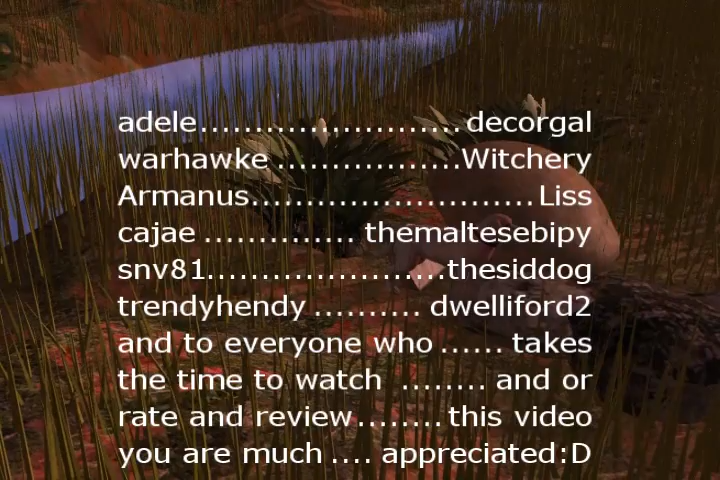 adele........................decorgal
warhawke .................Witchery
Armanus..........................Liss
cajae .............. themaltesebipy
snv81......................thesiddog
trendyhendy .......... dwelliford2
and to everyone who ...... takes
the time to watch ........ and or
rate and review........this video
you are much .... appreciated:D